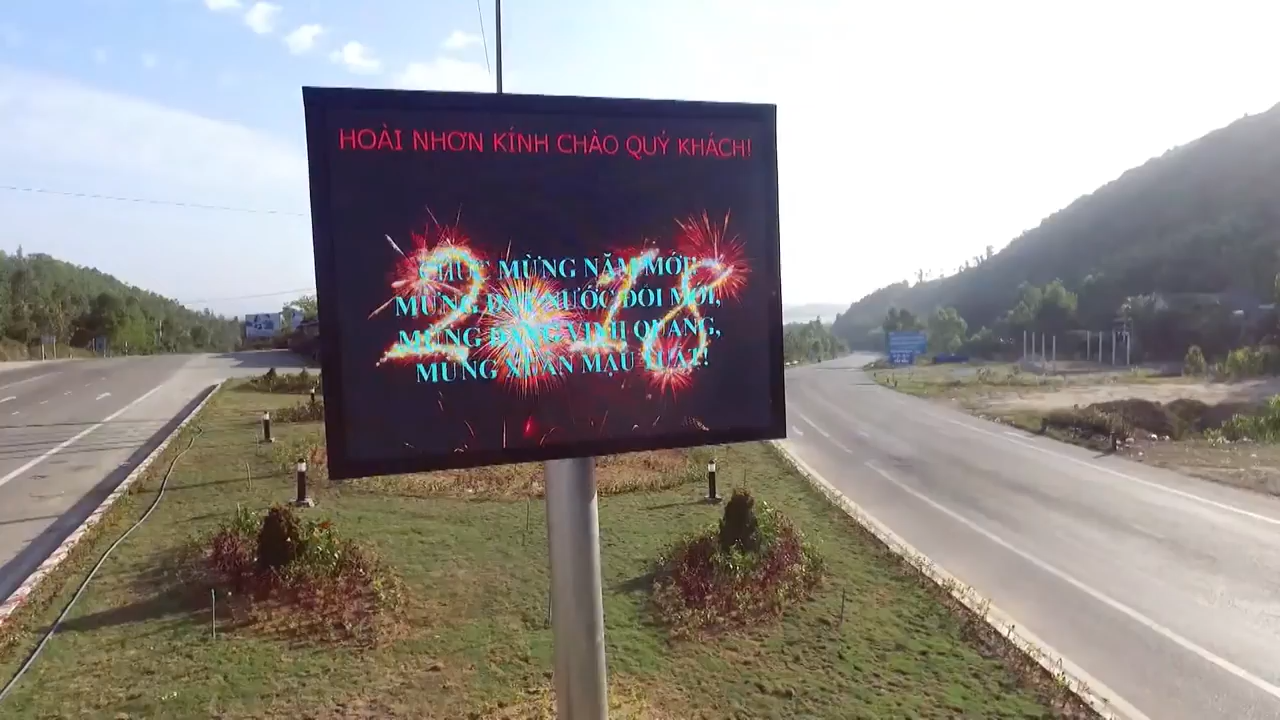 HOÀI NHƠN KÍNH CHÀO QUÝ KHÁCH!
2018
CHÚC MỪNG NĂM MỚI!
MỪNG ĐẤT NƯỚC ĐỔI MỚI,
MỪNG ĐẢNG VINH QUANG,
MỪNG XUÂN MẬU TUẤT!